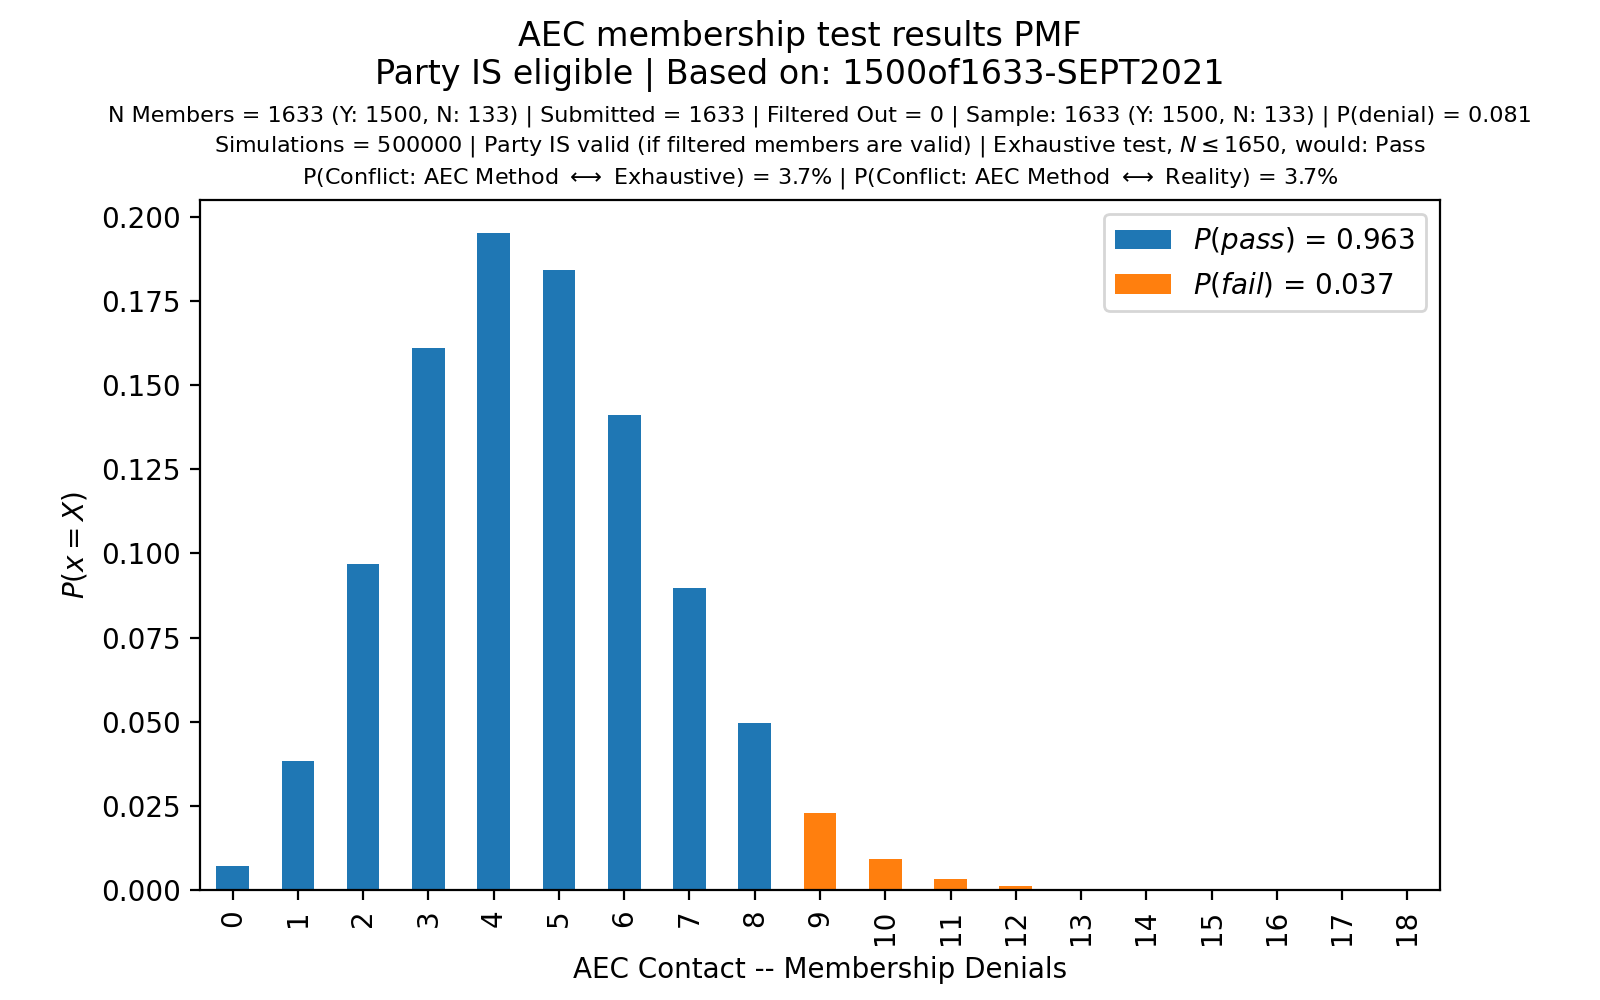 AEC membership test results PMF
Party IS eligible | Based on: 1500of1633-SEPT2021
N Members = 1633 (Y: 1500, N: 133) | Submitted = 1633 | Filtered Out = 0 | Sample: 1633 (Y: 1500, N: 133) | P(denial) = 0.081
Simulations = 500000 | Party IS valid (if filtered members are valid) | Exhaustive test, N ≤ 1650, would: Pass
P(Conflict: AEC Method ⟷ Exhaustive) = 3.7% | P(Conflict: AEC Method ⟷ Reality) = 3.7%
P(pass) = 0.963
P(fail) = 0.037
0.200
0.175
0.150
0.125
0.100
0.075
0.050
0.025
0.000
P(x = X)
0 1 2 3 4 5 6 7 8 9 10 11 12 13 14 15 16 17 18
AEC Contact -- Membership Denials